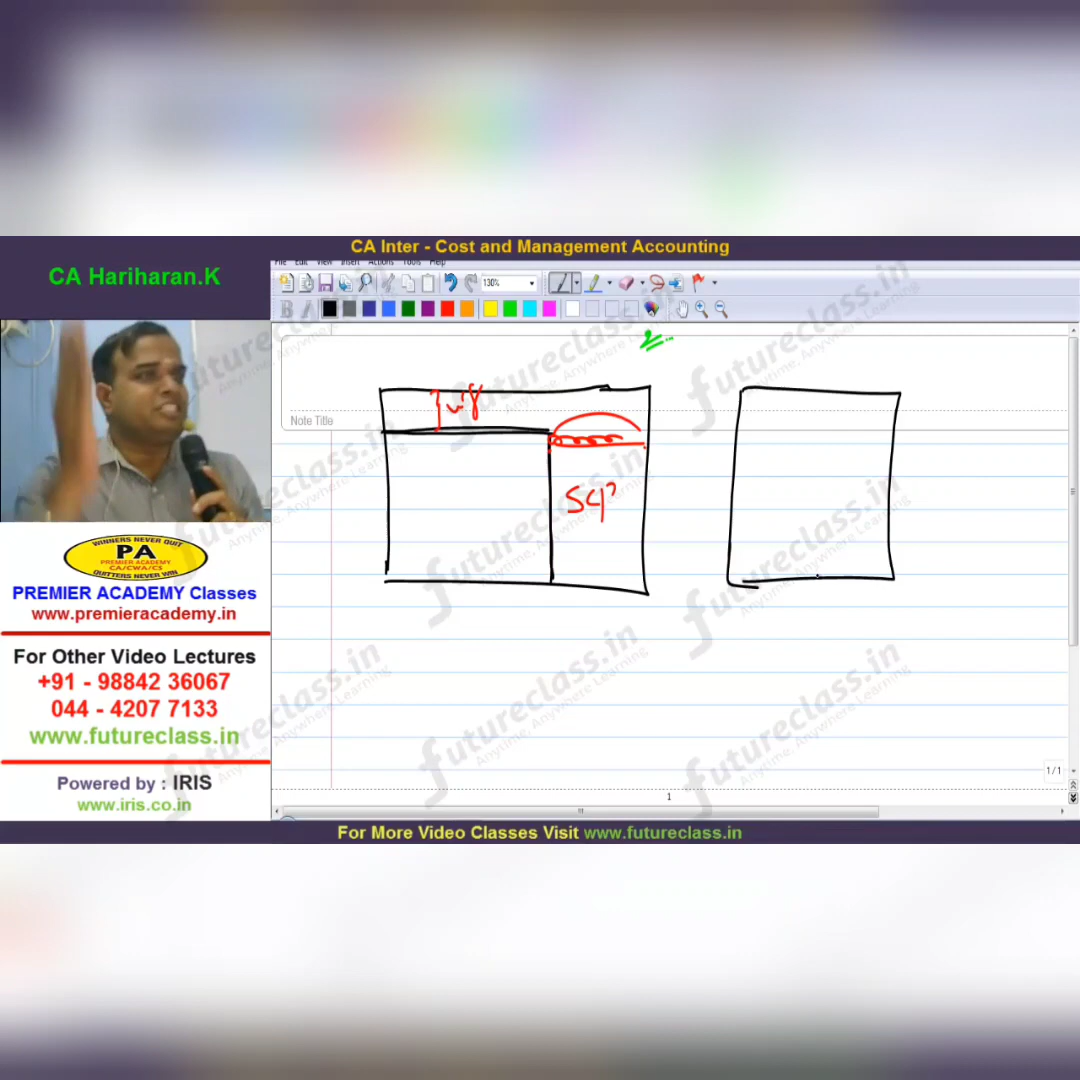 CA Inter - Cost and Management Accounting
CA Hariharan.K
File Edit View Insert Actions Tools Help
130%
B I
Note Title
1/1
1
WINNERS NEVER QUIT
PA
PREMIER ACADEMY
CA/CWA/CS
QUITTERS NEVER WIN
PREMIER ACADEMY Classes
www.premieracademy.in
For Other Video Lectures
+91 - 98842 36067
044 - 4207 7133
www.futureclass.in
Powered by : IRIS
www.iris.co.in
For More Video Classes Visit www.futureclass.in
futureclass.in
Anytime, Anywhere Learning